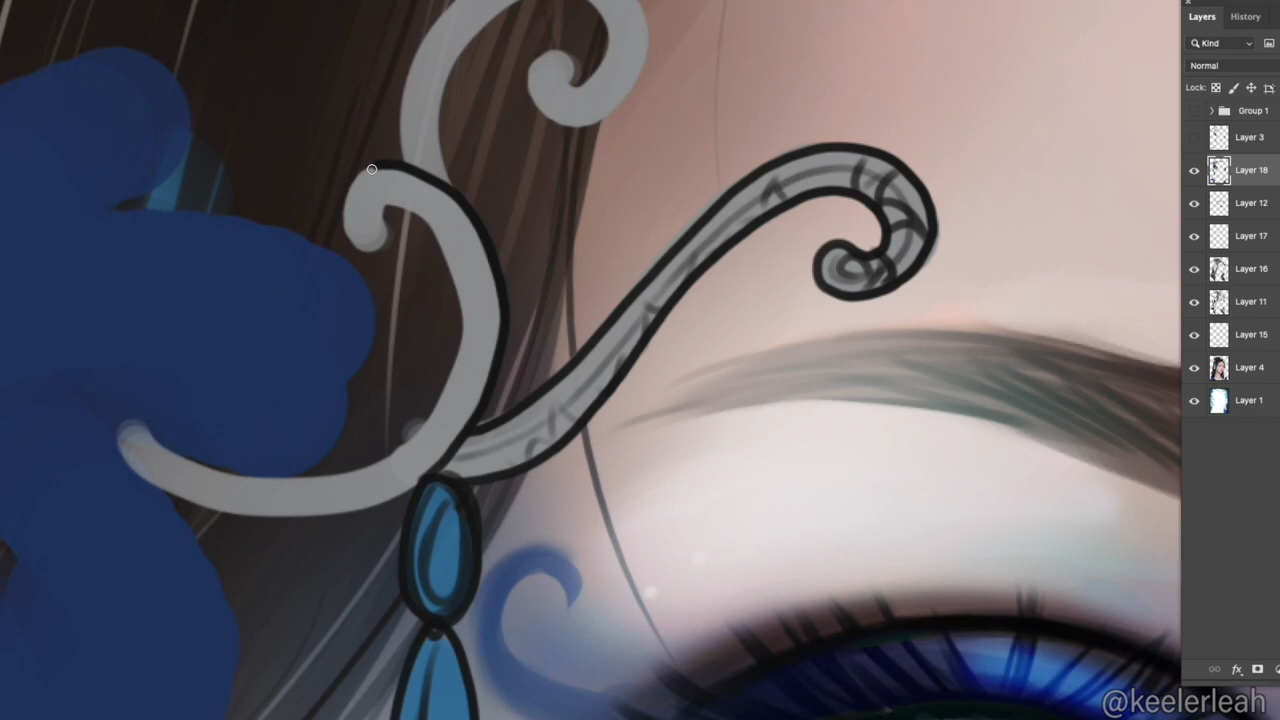 Layers History
Kind
Normal
Lock:
Group 1
Layer 3
Layer 18
Layer 12
Layer 17
Layer 16
Layer 11
Layer 15
Layer 4
Layer 1
fx
@keelerleah